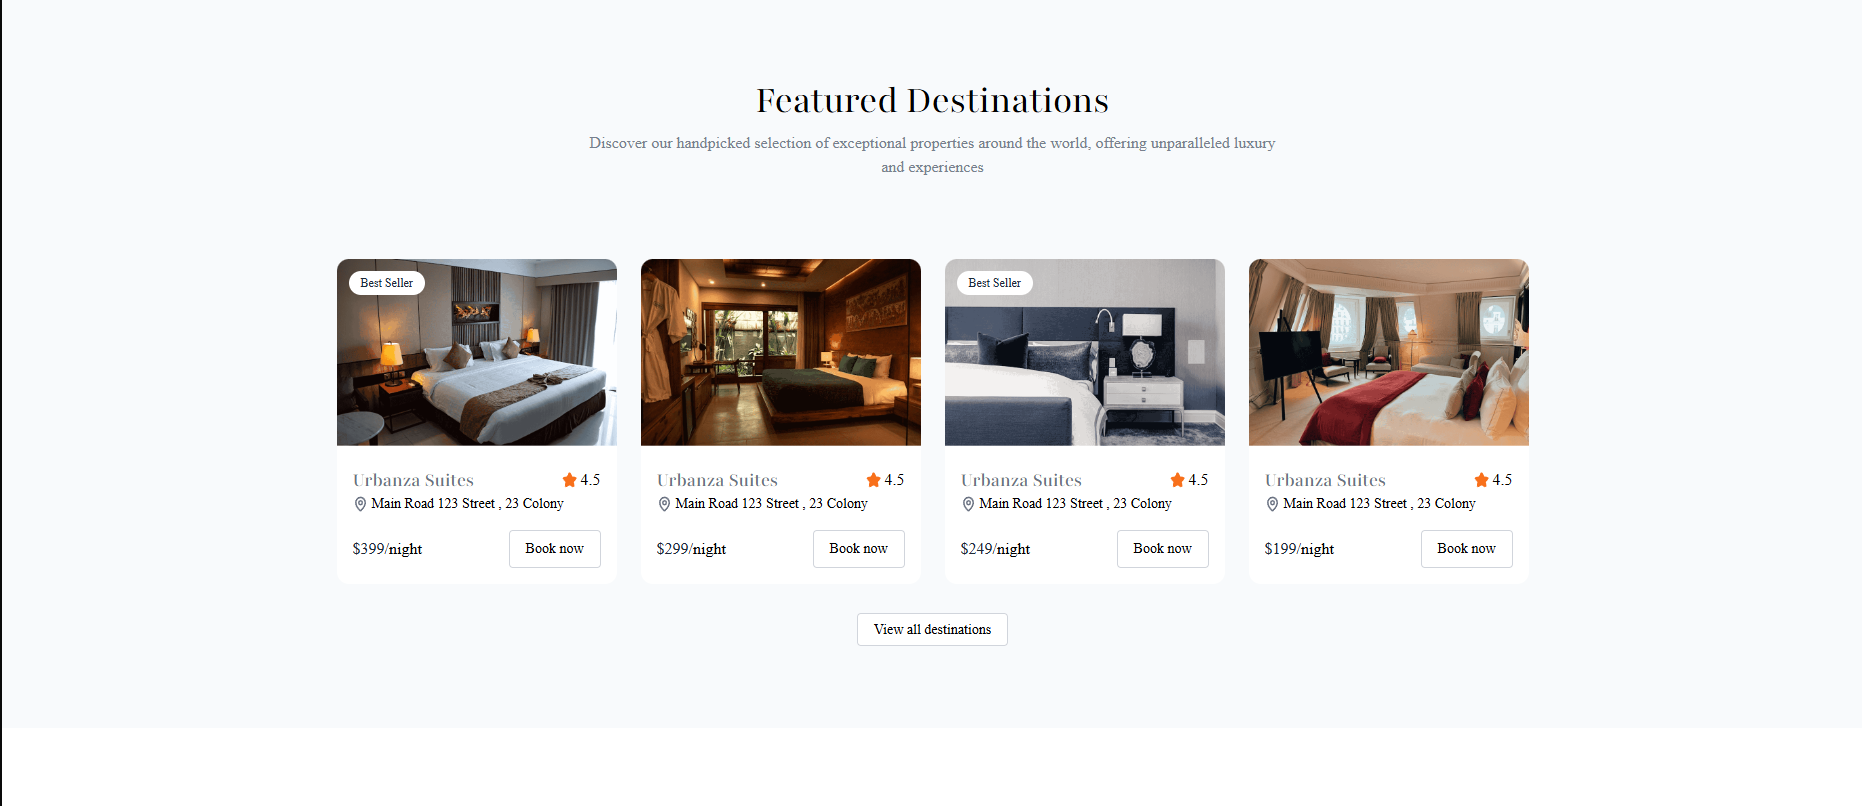 Featured Destinations
Discover our handpicked selection of exceptional properties around the world, offering unparalleled luxury
and experiences
Best Seller
Best Seller
Urbanza Suites 4.5
Main Road 123 Street , 23 Colony
$399/night Book now
Urbanza Suites 4.5
Main Road 123 Street , 23 Colony
$299/night Book now
Urbanza Suites 4.5
Main Road 123 Street , 23 Colony
$249/night Book now
Urbanza Suites 4.5
Main Road 123 Street , 23 Colony
$199/night Book now
View all destinations